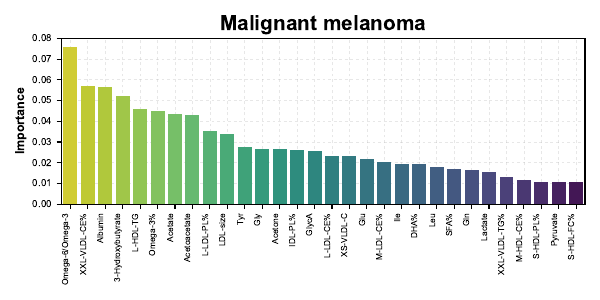 Malignant melanoma
0.08
0.07
0.06
0.05
0.04
0.03
0.02
0.01
0.00
Importance
Omega-6/Omega-3
XXL-VLDL-CE%
Albumin
3-Hydroxybutyrate
L-HDL-TG
Omega-3%
Acetate
Acetoacetate
L-LDL-PL%
LDL-size
Tyr
Gly
Acetone
IDL-PL%
GlycA
L-LDL-CE%
XS-VLDL-C
Glu
M-LDL-CE%
Ile
DHA%
Leu
SFA%
Gln
Lactate
XXL-VLDL-TG%
M-HDL-CE%
S-HDL-PL%
Pyruvate
S-HDL-FC%